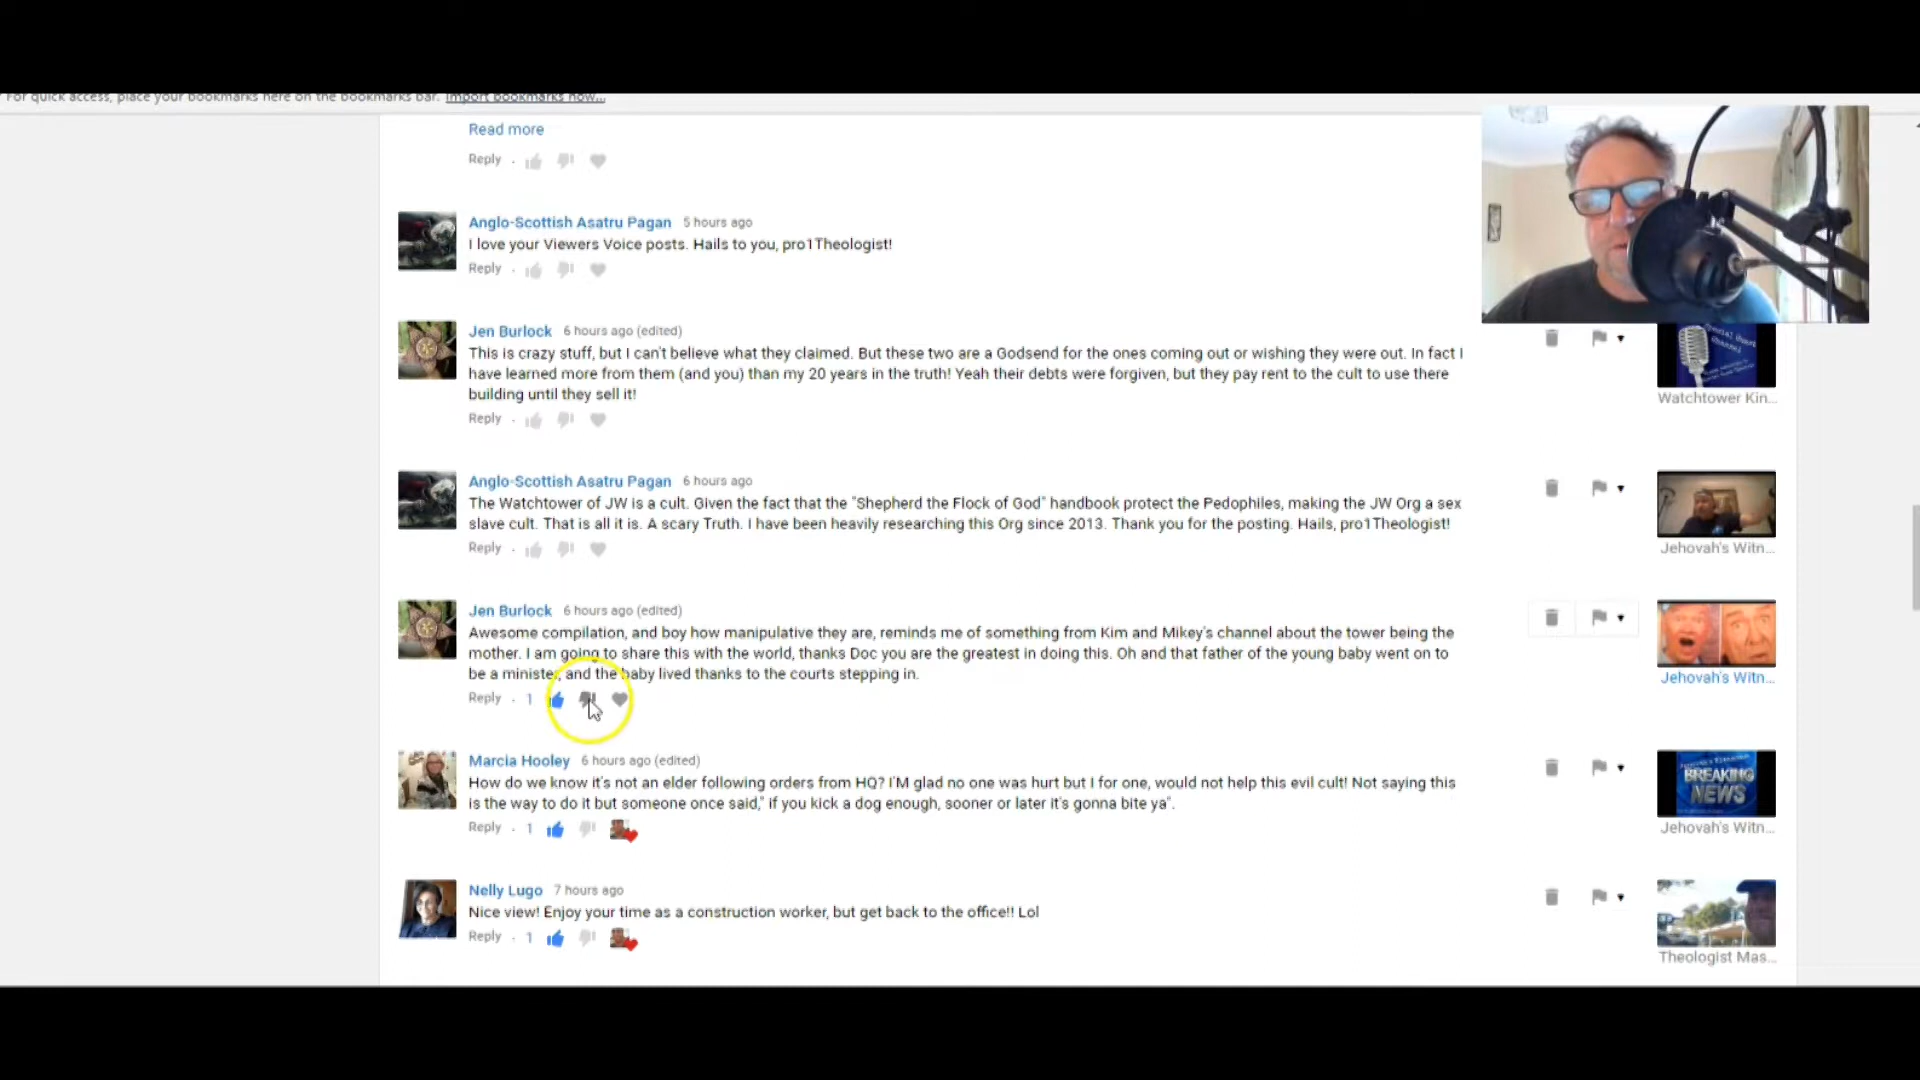 For quick access, place your bookmarks here on the bookmarks bar. Import bookmarks now...
Read more
Reply
Anglo-Scottish Asatru Pagan 5 hours ago
I love your Viewers Voice posts. Hails to you, pro1Theologist!
Reply
Jen Burlock 6 hours ago (edited)
This is crazy stuff, but I can't believe what they claimed. But these two are a Godsend for the ones coming out or wishing they were out. In fact I
have learned more from them (and you) than my 20 years in the truth! Yeah their debts were forgiven, but they pay rent to the cult to use there
building until they sell it!
Reply
Watchtower Kin...
Anglo-Scottish Asatru Pagan 6 hours ago
The Watchtower of JW is a cult. Given the fact that the "Shepherd the Flock of God" handbook protect the Pedophiles, making the JW Org a sex
slave cult. That is all it is. A scary Truth. I have been heavily researching this Org since 2013. Thank you for the posting. Hails, pro1Theologist!
Reply
Jehovah's Witn...
Jen Burlock 6 hours ago (edited)
Awesome compilation, and boy how manipulative they are, reminds me of something from Kim and Mikey's channel about the tower being the
mother. I am going to share this with the world, thanks Doc you are the greatest in doing this. Oh and that father of the young baby went on to
be a minister, and the baby lived thanks to the courts stepping in.
Reply 1
Jehovah's Witn...
Marcia Hooley 6 hours ago (edited)
How do we know it's not an elder following orders from HQ? I'M glad no one was hurt but I for one, would not help this evil cult! Not saying this
is the way to do it but someone once said," if you kick a dog enough, sooner or later it's gonna bite ya".
Reply 1
BREAKING
NEWS
Jehovah's Witn...
Nelly Lugo 7 hours ago
Nice view! Enjoy your time as a construction worker, but get back to the office!! Lol
Reply 1
Theologist Mas...